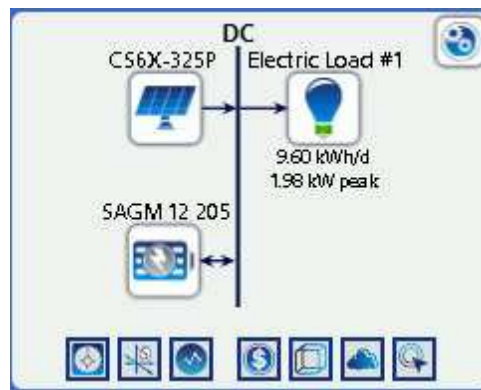 DC
CS6X-325P
Electric Load #1
9.60 kWh/d
1.98 kW peak
SAGM 12 205